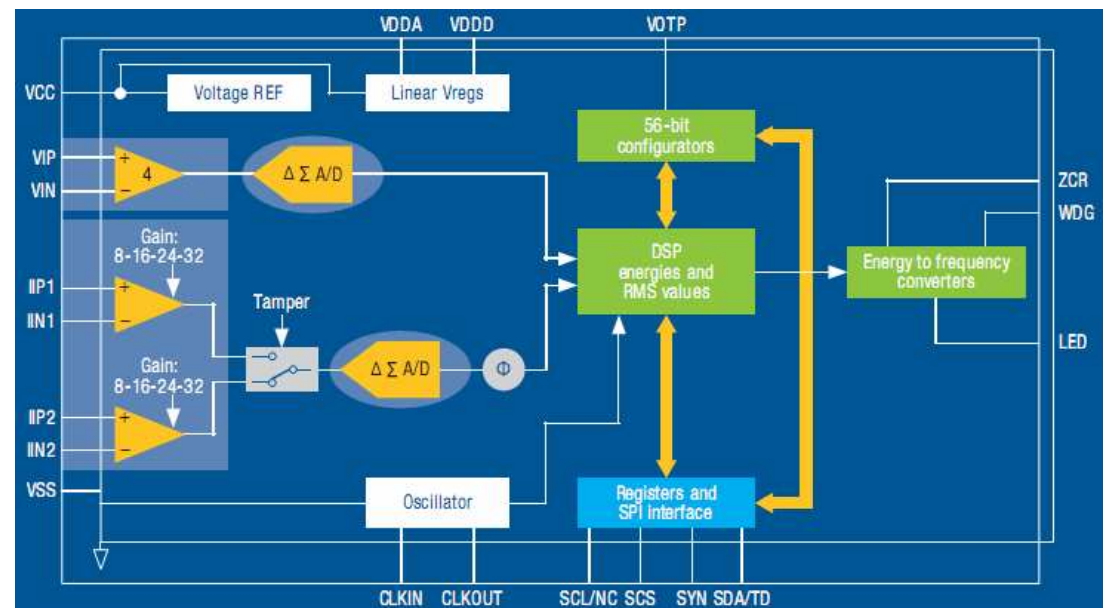 VDDA VDDD VOTP
VCC
Voltage REF
Linear Vregs
56-bit
configurators
VIP
+
4
Δ Σ A/D
VIN
−
ZCR
WDG
Gain:
8-16-24-32
DSP
energies and
RMS values
Energy to frequency
converters
IIP1
+
IIN1
−
Tamper
LED
Gain:
8-16-24-32
Δ Σ A/D
Φ
IIP2
+
IIN2
−
VSS
Oscillator
Registers and
SPI interface
CLKIN CLKOUT SCL/NC SCS SYN SDA/TD